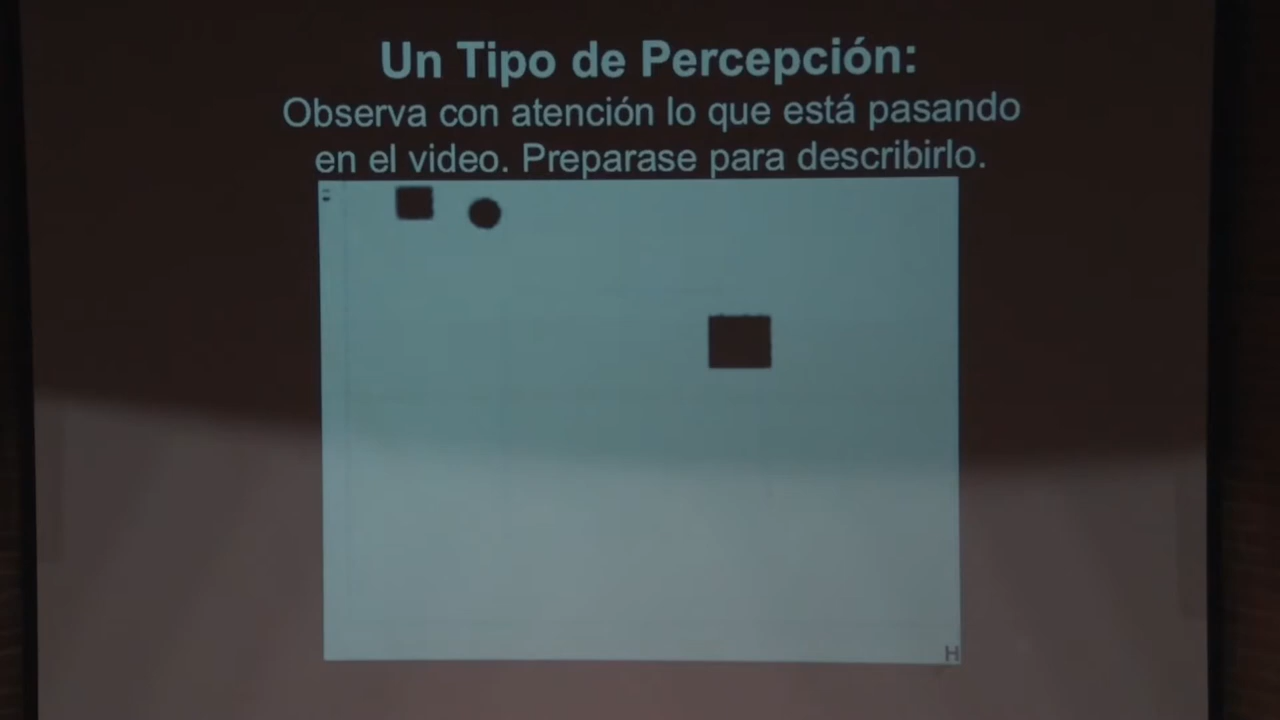 Un Tipo de Percepción:
Observa con atención lo que está pasando
en el video. Preparase para describirlo.
H